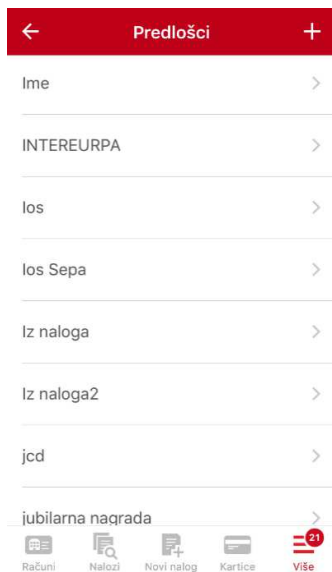 Predlošci
Ime
INTEREURPA
Ios
Ios Sepa
Iz naloga
Iz naloga2
jcd
jubilarna nagrada
21
Računi Nalozi Novi nalog Kartice Više